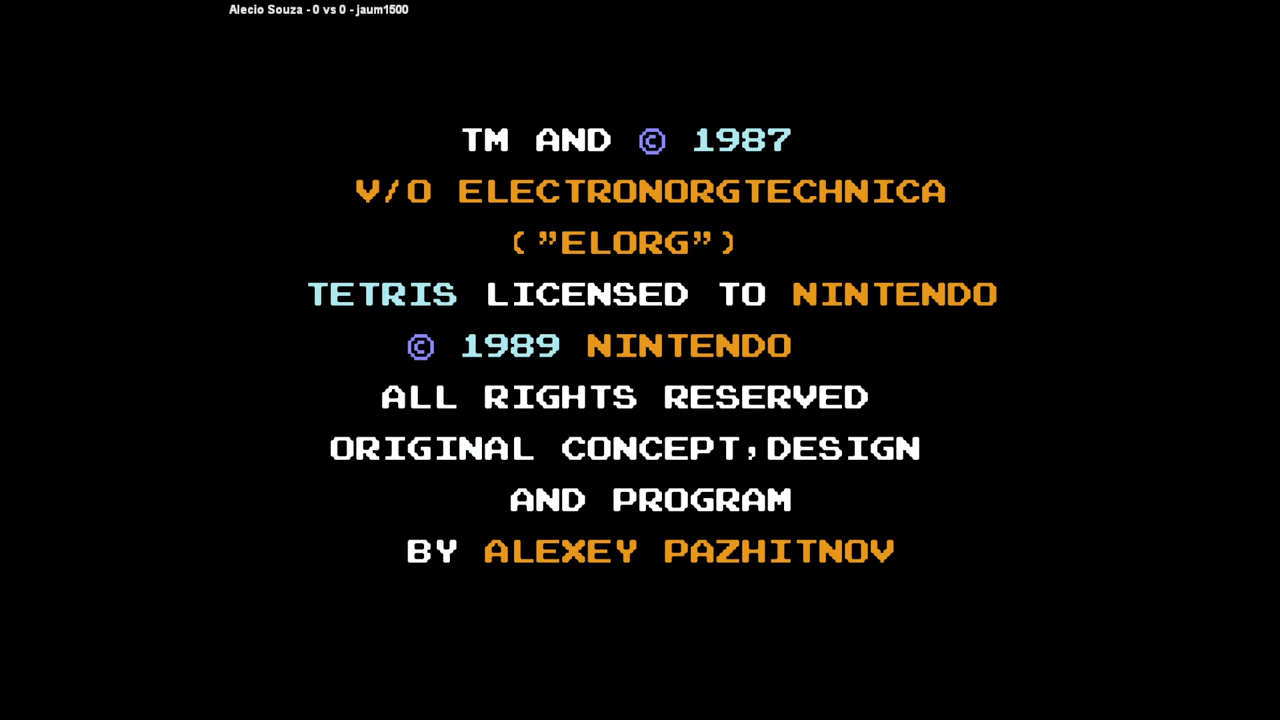 Alecio Souza - 0 vs 0 - jaum1500
TM AND © 1987
V/O ELECTRONORGTECHNICA
("ELORG")
TETRIS LICENSED TO NINTENDO
© 1989 NINTENDO
ALL RIGHTS RESERVED
ORIGINAL CONCEPT,DESIGN
AND PROGRAM
BY ALEXEY PAZHITNOV